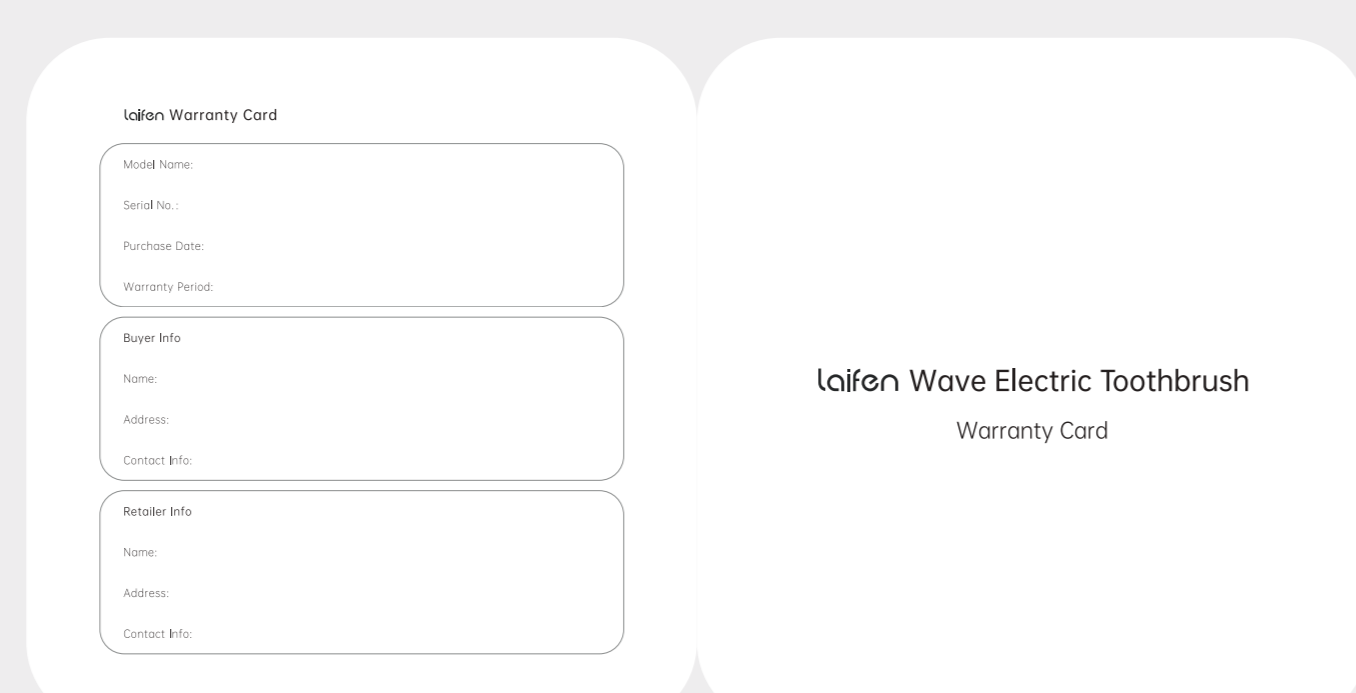 laifen Warranty Card
Model Name:
Serial No.:
Purchase Date:
Warranty Period:
Buyer Info
Name:
Address:
Contact Info:
Retailer Info
Name:
Address:
Contact Info:
laifen Wave Electric Toothbrush
Warranty Card